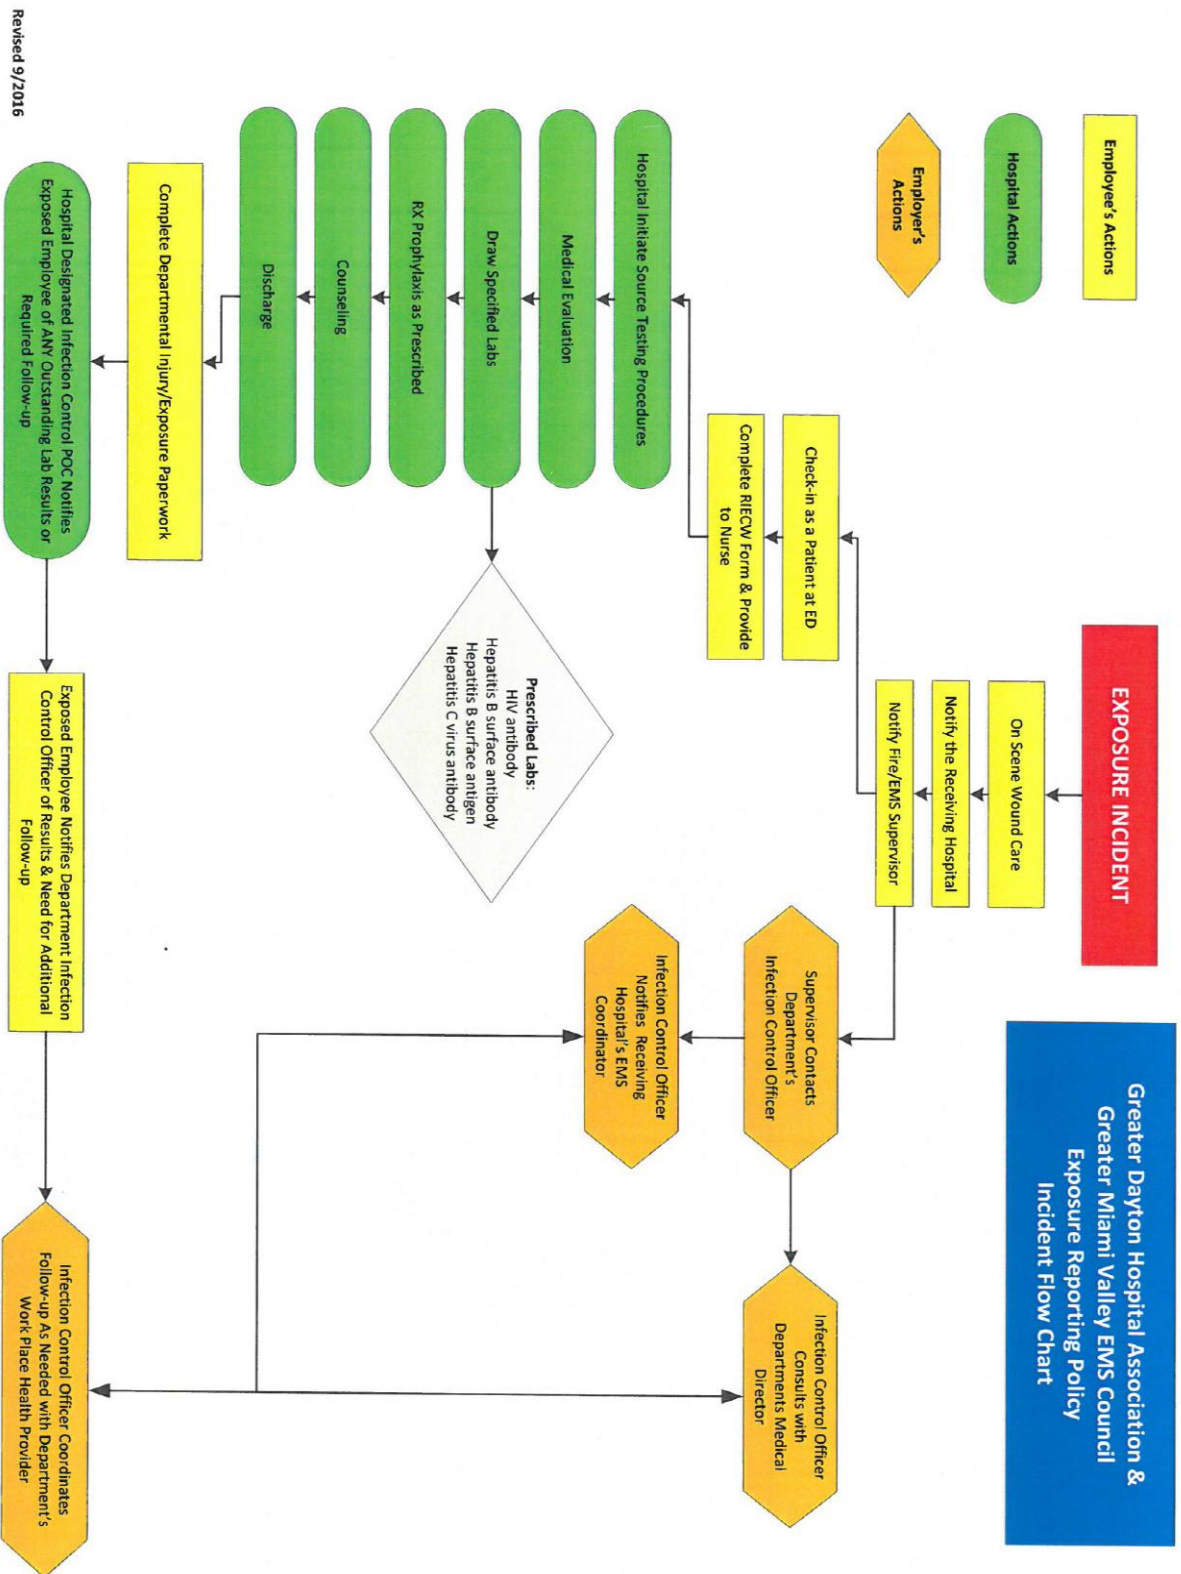 Greater Dayton Hospital Association &
Greater Miami Valley EMS Council
Exposure Reporting Policy
Incident Flow Chart
EXPOSURE INCIDENT
Employee's Actions
Hospital Actions
Employer's
Actions
On Scene Wound Care
Notify the Receiving Hospital
Notify Fire/EMS Supervisor
Check-in as a Patient at ED
Complete RIECW Form & Provide
to Nurse
Supervisor Contacts
Department's
Infection Control Officer
Infection Control Officer
Consults with
Departments Medical
Director
Infection Control Officer
Notifies Receiving
Hospital's EMS
Coordinator
Hospital Initiate Source Testing Procedures
Medical Evaluation
Draw Specified Labs
RX Prophylaxis as Prescribed
Counseling
Discharge
Prescribed Labs:
HIV antibody
Hepatitis B surface antibody
Hepatitis B surface antigen
Hepatitis C virus antibody
Complete Departmental Injury/Exposure Paperwork
Hospital Designated Infection Control POC Notifies
Exposed Employee of ANY Outstanding Lab Results or
Required Follow-up
Exposed Employee Notifies Department Infection
Control Officer of Results & Need for Additional
Follow-up
Infection Control Officer Coordinates
Follow-up As Needed with Department's
Work Place Health Provider
Revised 9/2016